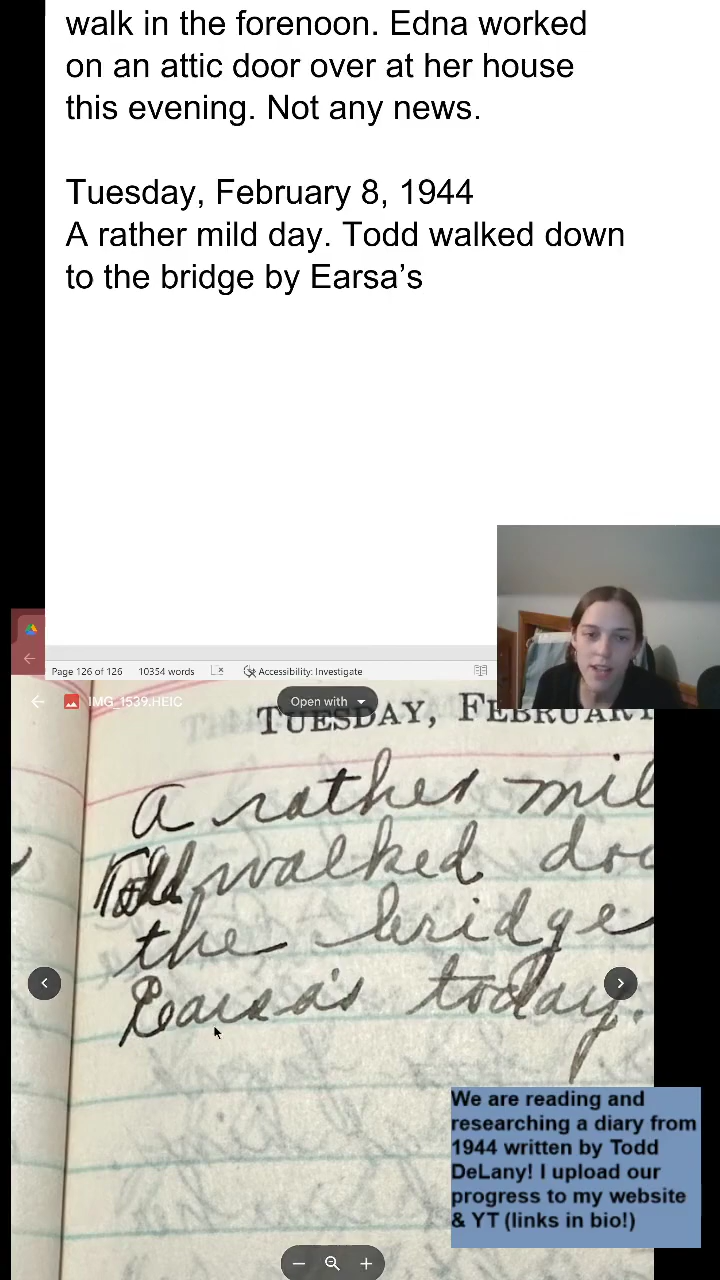 walk in the forenoon. Edna worked
on an attic door over at her house
this evening. Not any news.
Tuesday, February 8, 1944
A rather mild day. Todd walked down
to the bridge by Earsa’s
Page 126 of 126 10354 words Accessibility: Investigate
IMG_1539.HEIC Open with
TUESDAY, FEBRUARY
a rather mil
Todd walked do
the bridge
Earsa's today.
We are reading and
researching a diary from
1944 written by Todd
DeLany! I upload our
progress to my website
& YT (links in bio!)